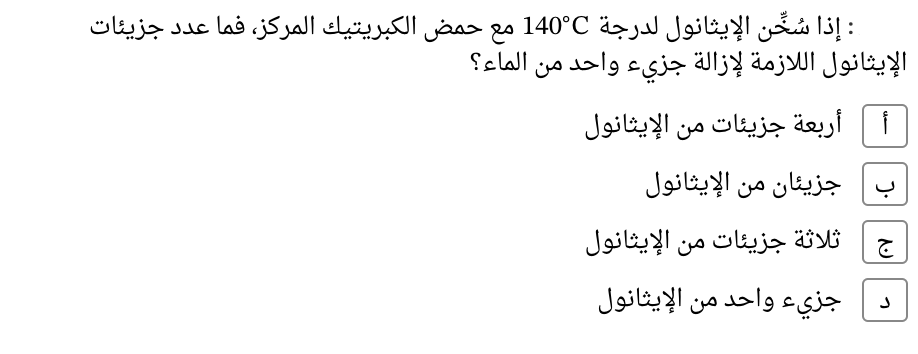 : إذا سُخِّن الإيثانول لدرجة 140°C مع حمض الكبريتيك المركز، فما عدد جزيئات
الإيثانول اللازمة لإزالة جزيء واحد من الماء؟
أ أربعة جزيئات من الإيثانول
ب جزيئان من الإيثانول
ج ثلاثة جزيئات من الإيثانول
د جزيء واحد من الإيثانول